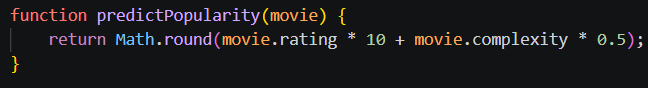 function predictPopularity(movie) {
    return Math.round(movie.rating * 10 + movie.complexity * 0.5);
}